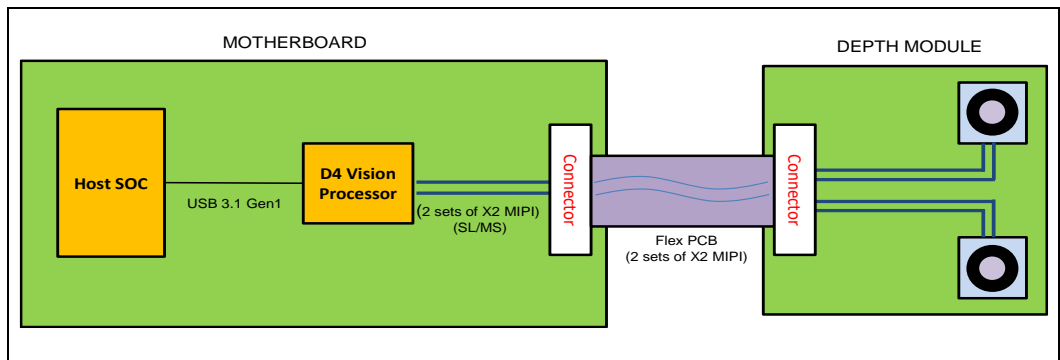 MOTHERBOARD
DEPTH MODULE
Host SOC
USB 3.1 Gen1
D4 Vision
Processor
(2 sets of X2 MIPI)
(SL/MS)
Connector
Flex PCB
(2 sets of X2 MIPI)
Connector